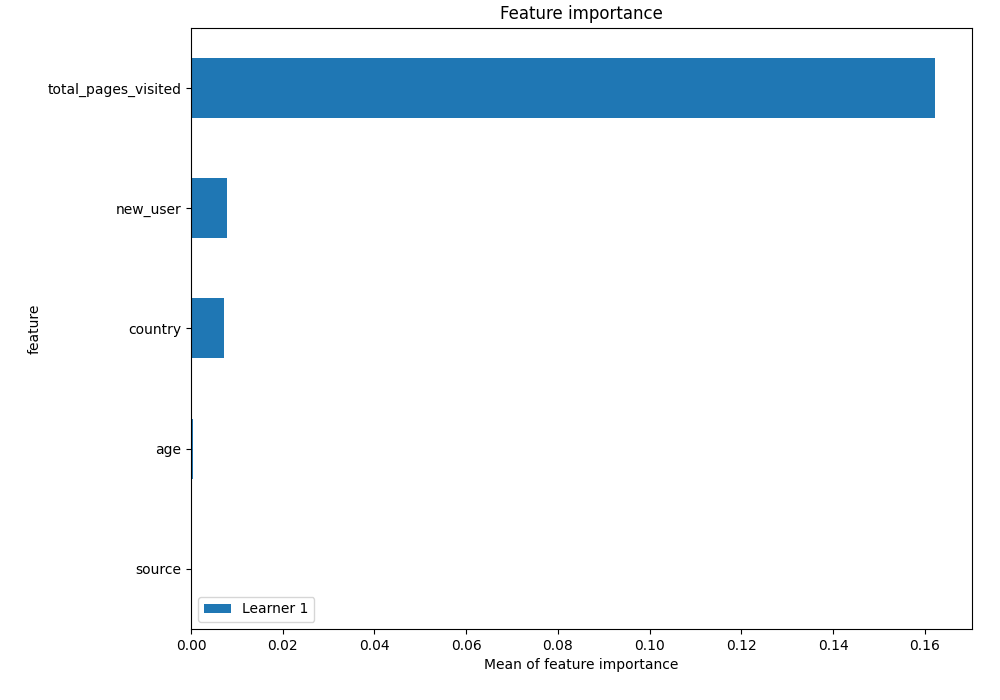 Feature importance
total_pages_visited
new_user
country
age
source
feature
Learner 1
0.00 0.02 0.04 0.06 0.08 0.10 0.12 0.14 0.16
Mean of feature importance